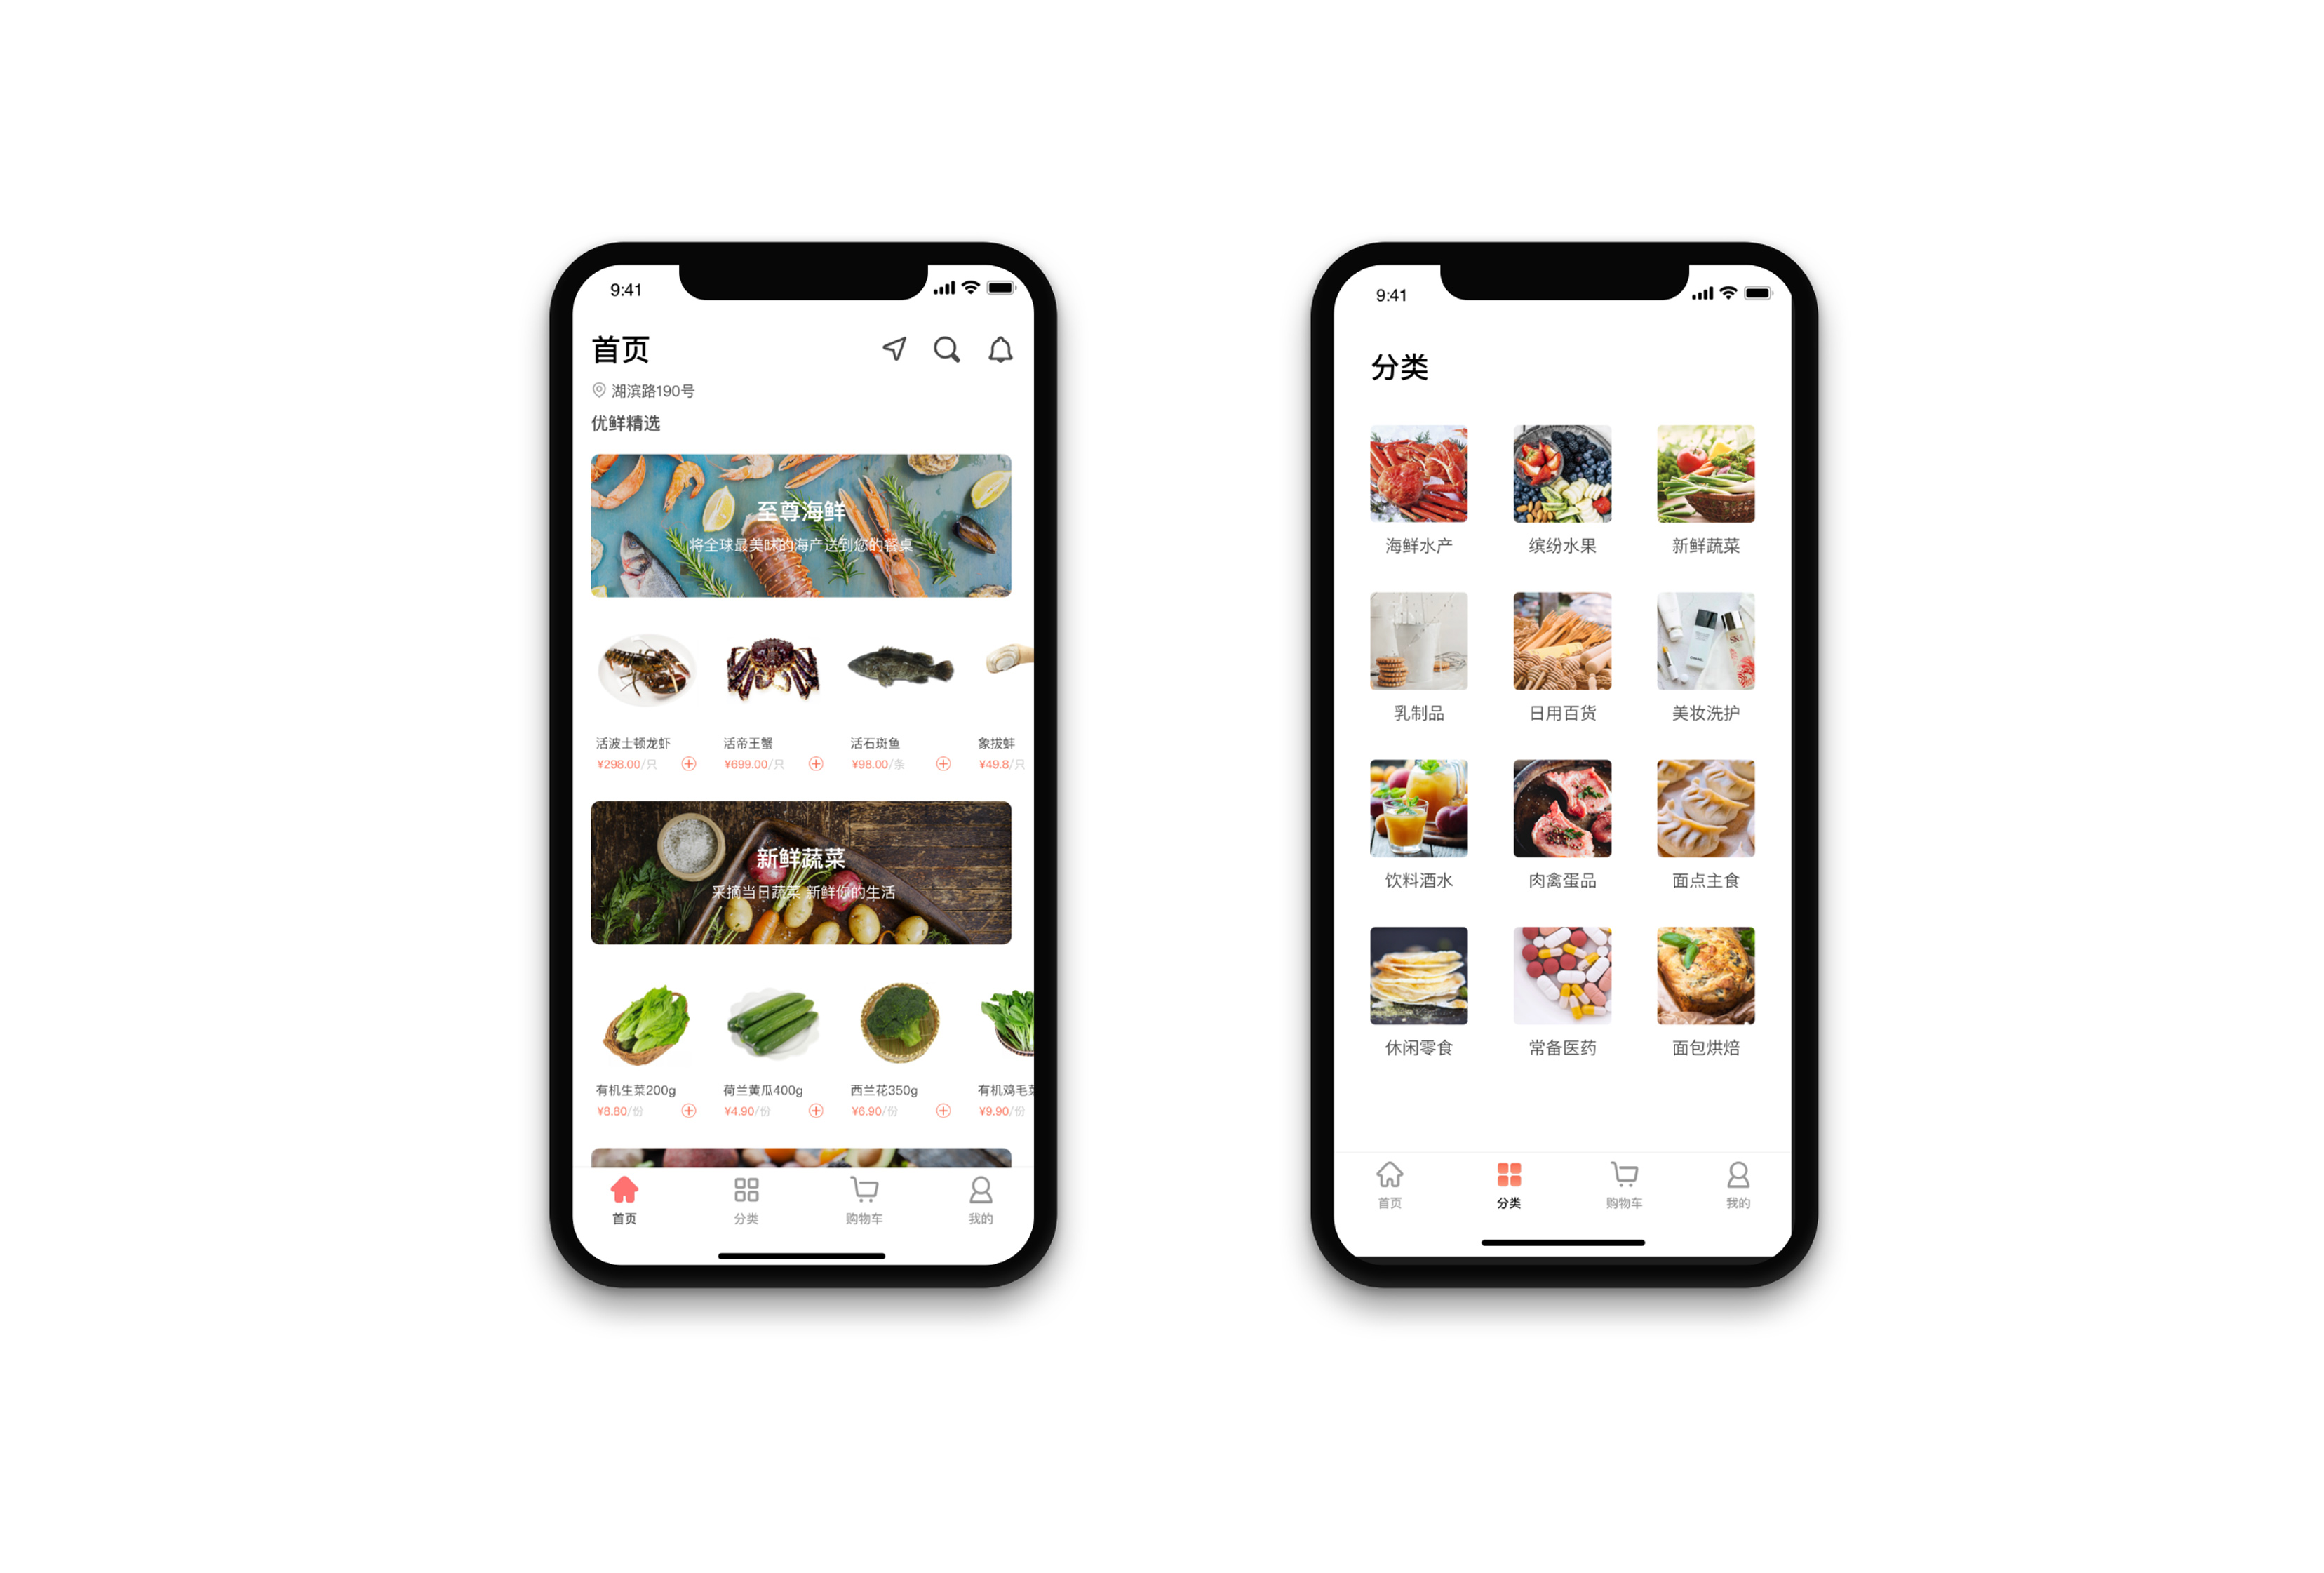 9:41
首页
湖滨路190号
优鲜精选
至尊海鲜
将全球最美味的海产送到您的餐桌
活波士顿龙虾 活帝王蟹 活石斑鱼 象拔蚌
¥298.00/只 ¥699.00/只 ¥98.00/条 ¥49.8/只
新鲜蔬菜
采摘当日蔬菜 新鲜你的生活
有机生菜200g 荷兰黄瓜400g 西兰花350g 有机鸡毛菜
¥8.80/份 ¥4.90/份 ¥6.90/份 ¥9.90/份
首页 分类 购物车 我的
9:41
分类
海鲜水产 缤纷水果 新鲜蔬菜
乳制品 日用百货 美妆洗护
饮料酒水 肉禽蛋品 面点主食
休闲零食 常备医药 面包烘焙
首页 分类 购物车 我的